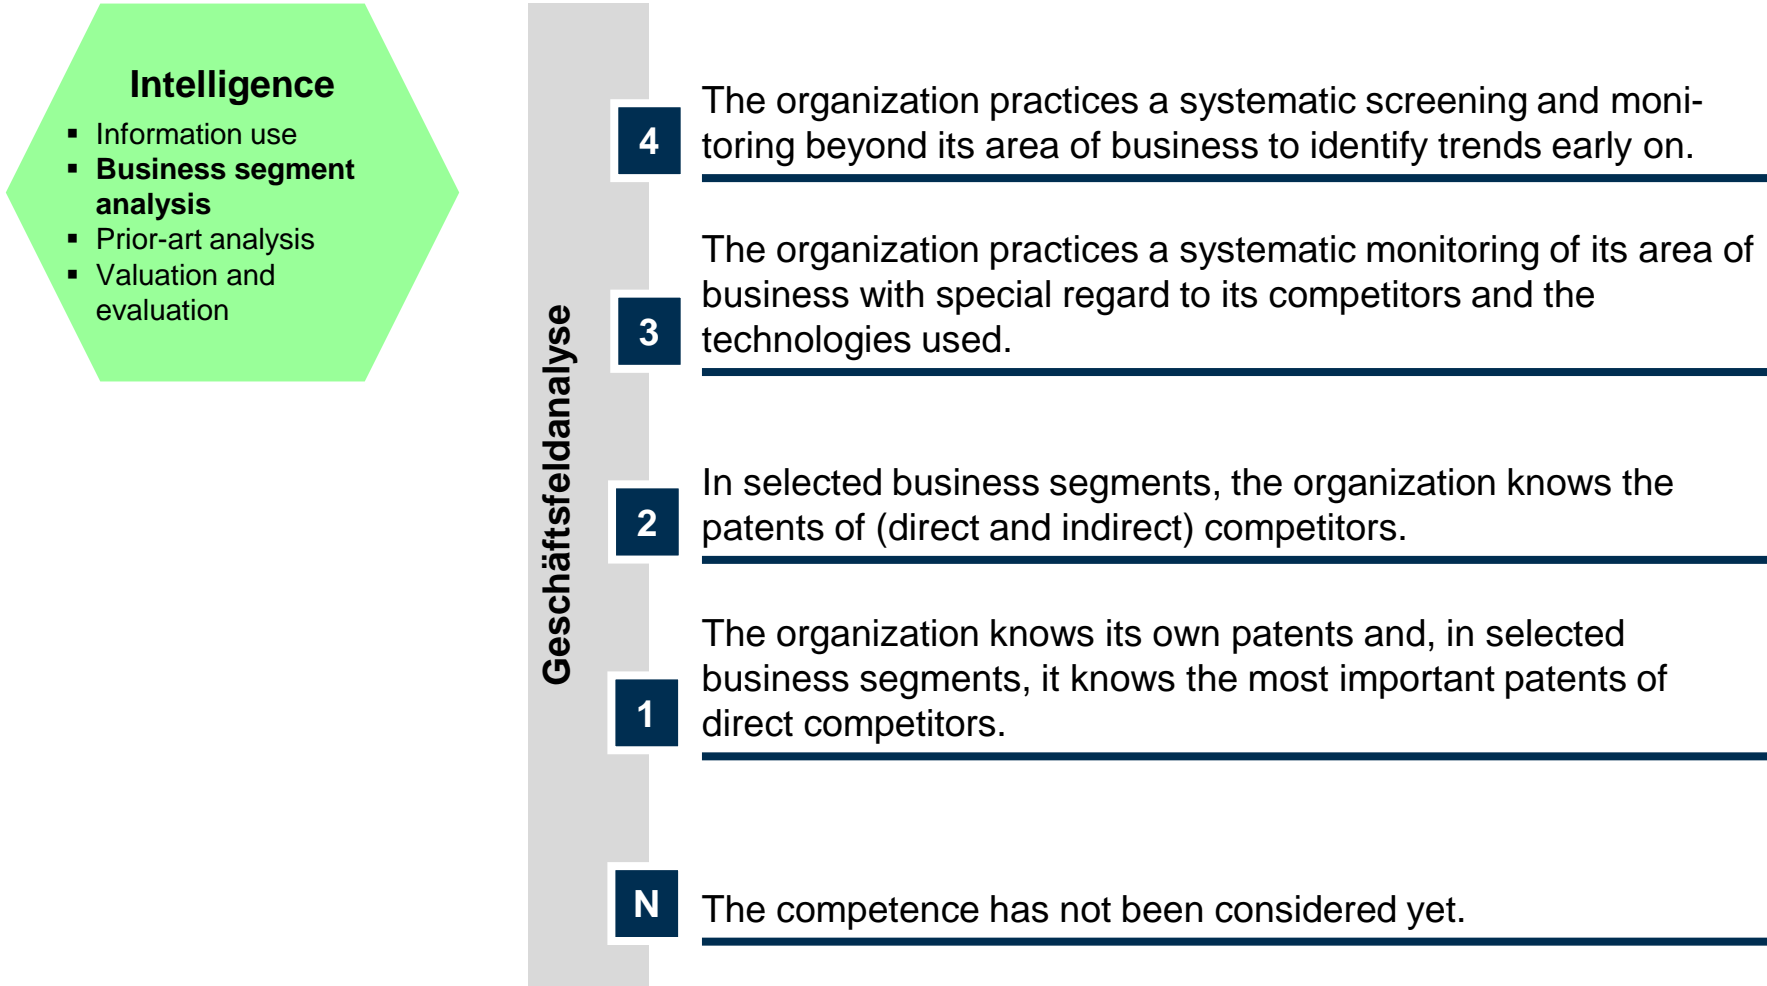 Intelligence
▪ Information use
▪ Business segment
analysis
▪ Prior-art analysis
▪ Valuation and
evaluation
Geschäftsfeldanalyse
4
The organization practices a systematic screening and moni-
toring beyond its area of business to identify trends early on.
3
The organization practices a systematic monitoring of its area of
business with special regard to its competitors and the
technologies used.
2
In selected business segments, the organization knows the
patents of (direct and indirect) competitors.
1
The organization knows its own patents and, in selected
business segments, it knows the most important patents of
direct competitors.
N
The competence has not been considered yet.